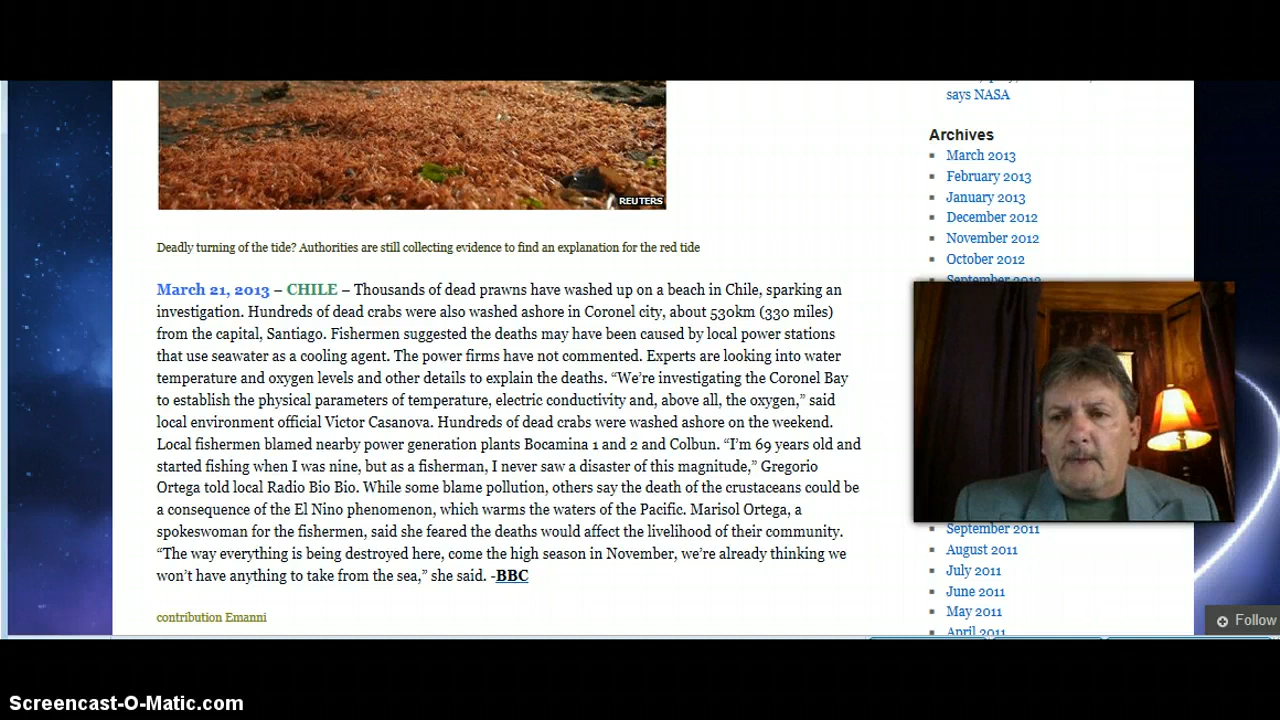 says NASA
Archives
March 2013
February 2013
January 2013
December 2012
November 2012
October 2012
September 2012
REUTERS
Deadly turning of the tide? Authorities are still collecting evidence to find an explanation for the red tide
March 21, 2013 – CHILE – Thousands of dead prawns have washed up on a beach in Chile, sparking an
investigation. Hundreds of dead crabs were also washed ashore in Coronel city, about 530km (330 miles)
from the capital, Santiago. Fishermen suggested the deaths may have been caused by local power stations
that use seawater as a cooling agent. The power firms have not commented. Experts are looking into water
temperature and oxygen levels and other details to explain the deaths. “We’re investigating the Coronel Bay
to establish the physical parameters of temperature, electric conductivity and, above all, the oxygen,” said
local environment official Victor Casanova. Hundreds of dead crabs were washed ashore on the weekend.
Local fishermen blamed nearby power generation plants Bocamina 1 and 2 and Colbun. “I’m 69 years old and
started fishing when I was nine, but as a fisherman, I never saw a disaster of this magnitude,” Gregorio
Ortega told local Radio Bio Bio. While some blame pollution, others say the death of the crustaceans could be
a consequence of the El Nino phenomenon, which warms the waters of the Pacific. Marisol Ortega, a
spokeswoman for the fishermen, said she feared the deaths would affect the livelihood of their community.
“The way everything is being destroyed here, come the high season in November, we’re already thinking we
won’t have anything to take from the sea,” she said. -BBC
contribution Emanni
September 2011
August 2011
July 2011
June 2011
May 2011
April 2011
Follow
Screencast-O-Matic.com